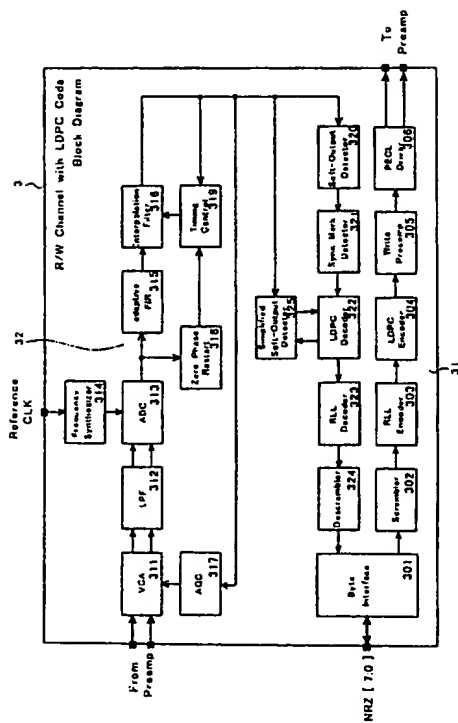 R/W Channel with LDPC Code
Block Diagram
3
32
31
Reference
CLK
Frequency
Synthesizer
314
From
Preamp
VCA
311
LPF
312
ADC
313
adaptive
FIR
315
Interpolation
Filter
316
AGC
317
Zero Phase
Restart
318
Timing
Control
319
Simplified
Soft-Output
Detector
325
Soft-Output
Detector
320
Sync Mark
Detector
321
LDPC
Decoder
322
RLL
Decoder
323
Descrambler
324
NRZ [ 7:0 ]
Byte
Interface
301
Scrambler
302
RLL
Encoder
303
LDPC
Encoder
304
Write
Precomp
305
PECL
Driver
306
To
Preamp